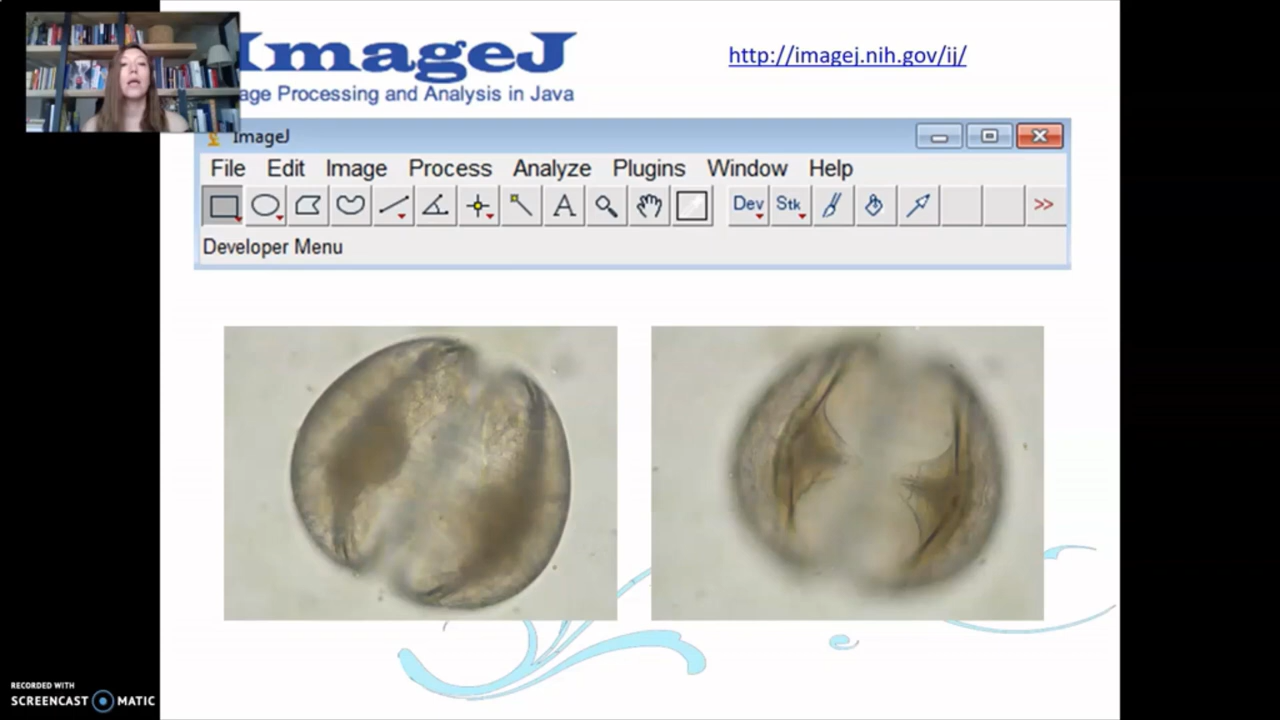 ImageJ
http://imagej.nih.gov/ij/
age Processing and Analysis in Java
ImageJ
File Edit Image Process Analyze Plugins Window Help
A Dev Stk >>
Developer Menu
RECORDED WITH
SCREENCAST MATIC